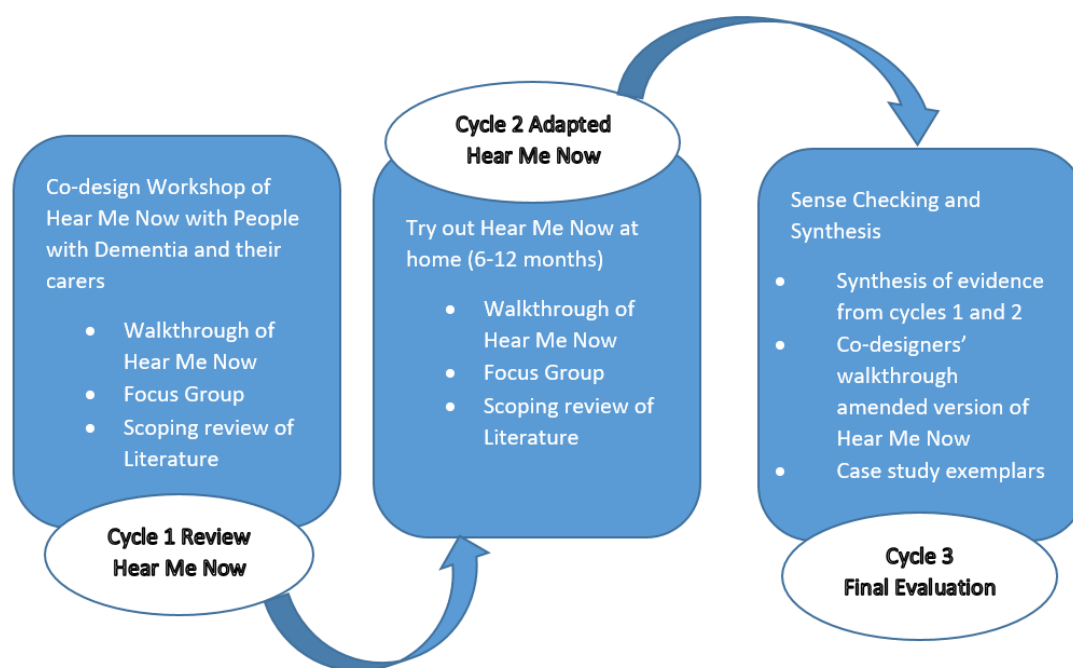 Co-design Workshop of
Hear Me Now with People
with Dementia and their
carers
• Walkthrough of
Hear Me Now
• Focus Group
• Scoping review of
Literature
Cycle 1 Review
Hear Me Now
Cycle 2 Adapted
Hear Me Now
Try out Hear Me Now at
home (6-12 months)
• Walkthrough of
Hear Me Now
• Focus Group
• Scoping review of
Literature
Sense Checking and
Synthesis
• Synthesis of evidence
from cycles 1 and 2
• Co-designers’
walkthrough
amended version of
Hear Me Now
• Case study exemplars
Cycle 3
Final Evaluation